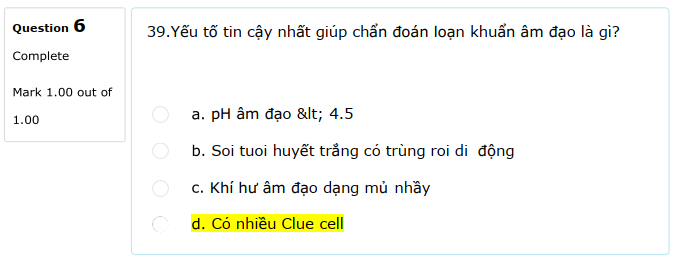 Question 6
Complete
Mark 1.00 out of
1.00
39.Yếu tố tin cậy nhất giúp chẩn đoán loạn khuẩn âm đạo là gì?
a. pH âm đạo &lt; 4.5
b. Soi tuoi huyết trắng có trùng roi di động
c. Khí hư âm đạo dạng mủ nhầy
d. Có nhiều Clue cell